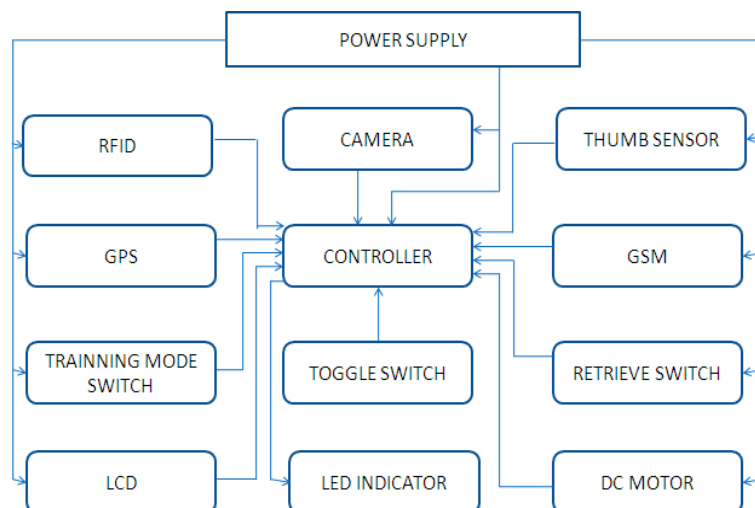 POWER SUPPLY
RFID
CAMERA
THUMB SENSOR
GPS
CONTROLLER
GSM
TRAINNING MODE
SWITCH
TOGGLE SWITCH
RETRIEVE SWITCH
LCD
LED INDICATOR
DC MOTOR